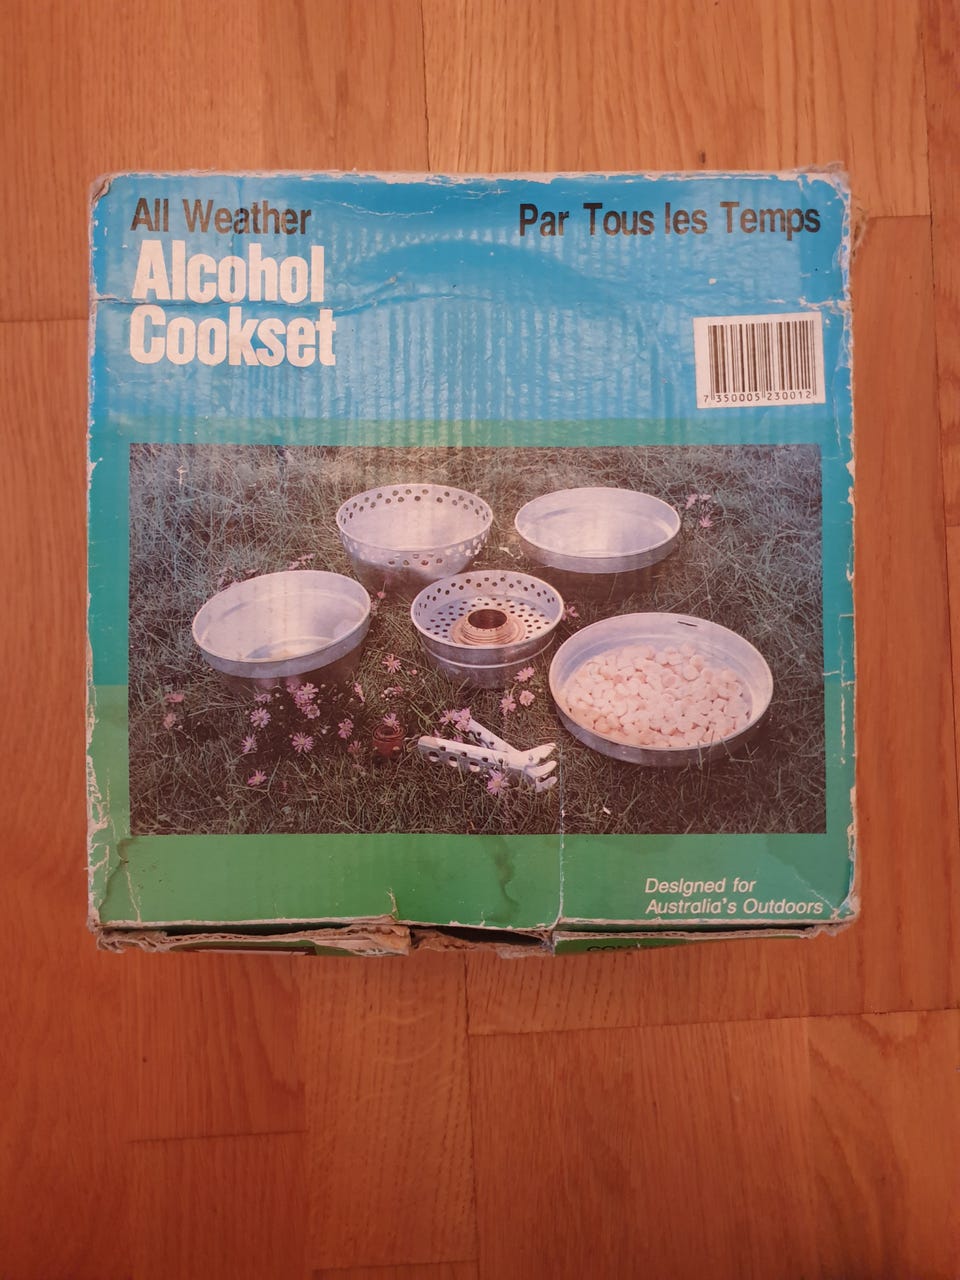 All Weather
Alcohol
Cookset
Par Tous les Temps
7 350005 230012
Designed for
Australia's Outdoors